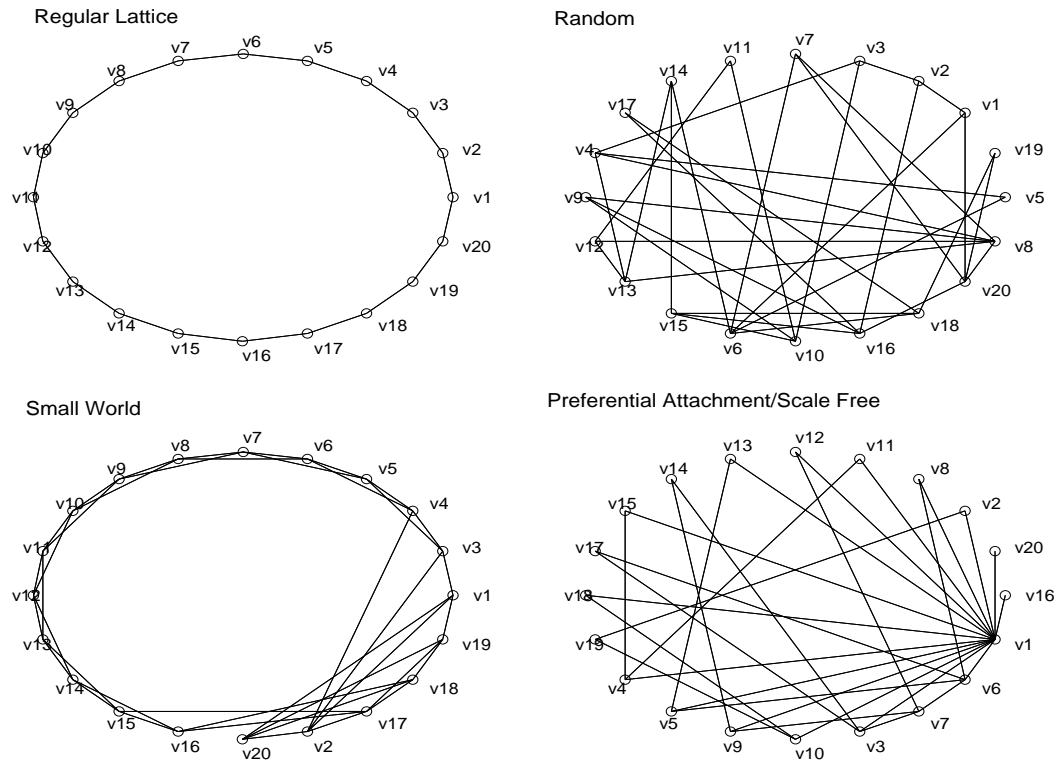 Regular Lattice
v6
v7
v5
v8
v4
v9
v3
v10
v2
v11
v1
v12
v20
v13
v19
v14
v18
v15
v17
v16
Random
v7
v11
v3
v14
v2
v17
v1
v4
v19
v9
v5
v12
v8
v13
v20
v15
v18
v6
v16
v10
Small World
v7
v8
v6
v9
v5
v10
v4
v11
v3
v12
v1
v13
v19
v14
v18
v15
v17
v16
v2
v20
Preferential Attachment/Scale Free
v12
v13
v11
v14
v8
v15
v2
v17
v20
v18
v16
v19
v1
v4
v6
v5
v7
v9
v3
v10